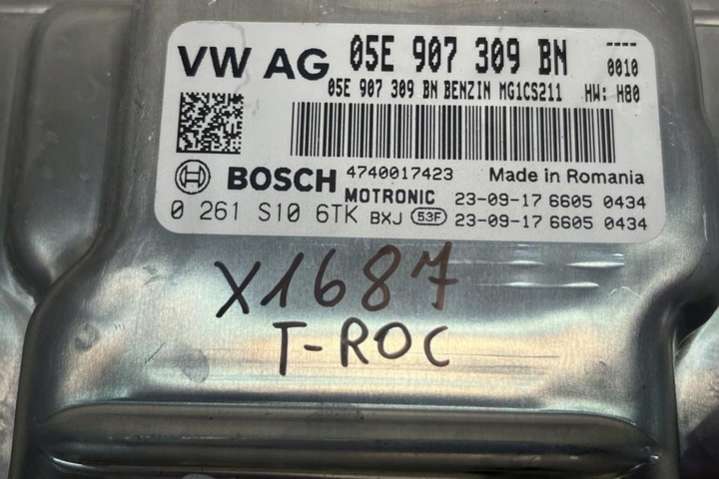 VW AG 05E 907 309 BN ----
0010
05E 907 309 BN BENZIN MG1CS211 HW: H80
BOSCH 4740017423 Made in Romania
MOTRONIC 23-09-17 6605 0434
0 261 S10 6TK BXJ 53F 23-09-17 6605 0434
X1687
T-ROC